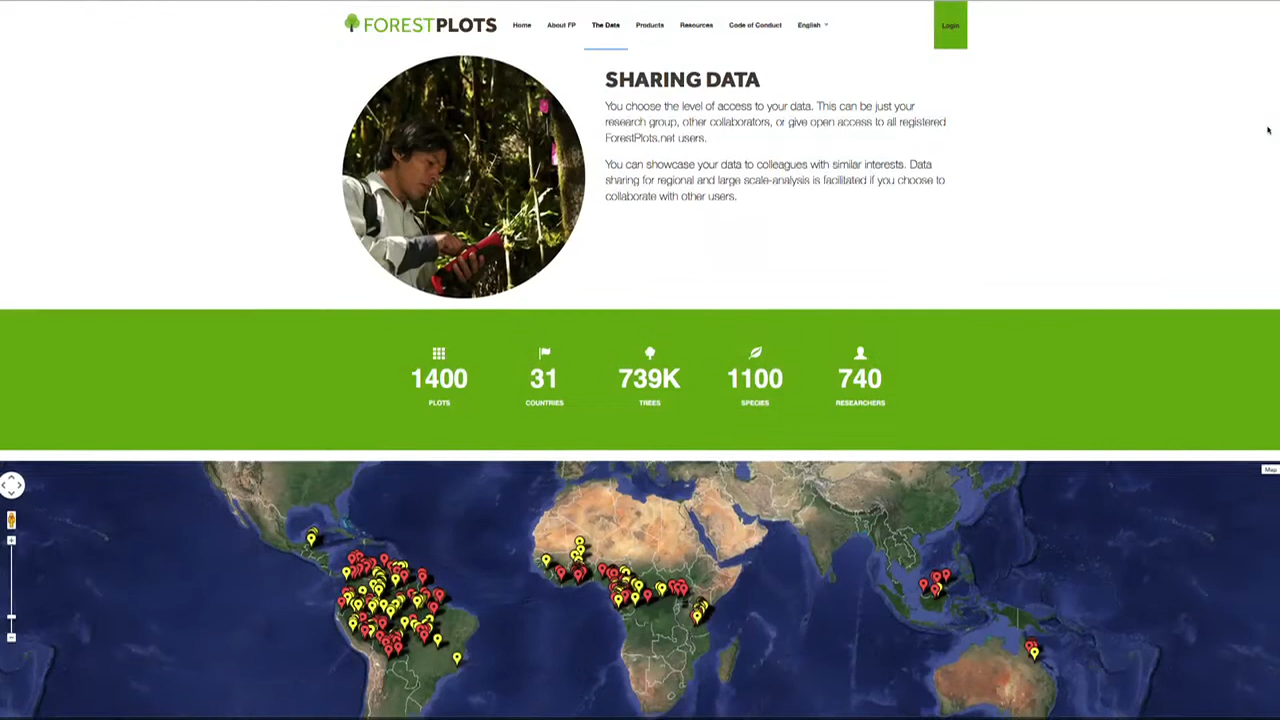 FORESTPLOTS
Home About FP The Data Products Resources Code of Conduct English Login
SHARING DATA
You choose the level of access to your data. This can be just your
research group, other collaborators, or give open access to all registered
ForestPlots.net users.
You can showcase your data to colleagues with similar interests. Data
sharing for regional and large scale-analysis is facilitated if you choose to
collaborate with other users.
1400 31 739K 1100 740
PLOTS COUNTRIES TREES SPECIES RESEARCHERS
Map